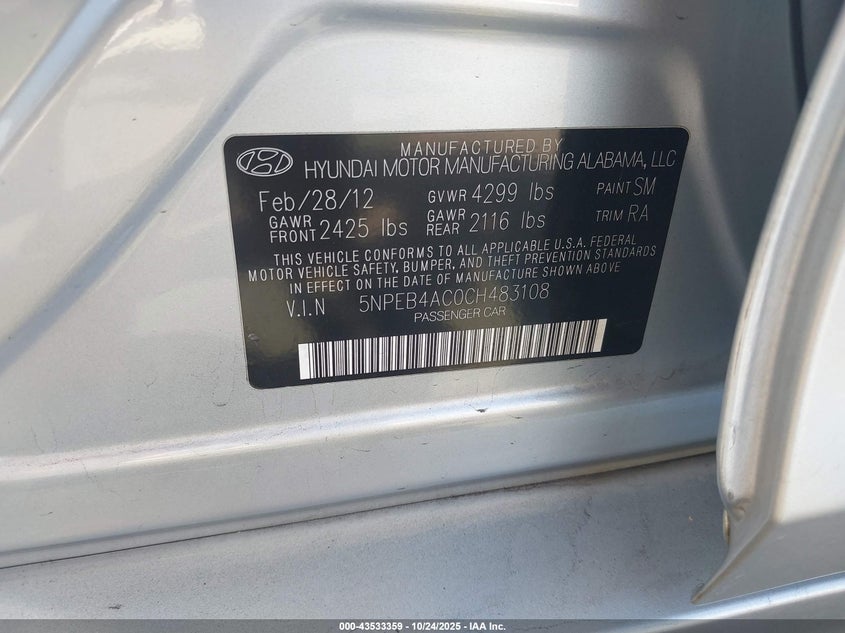 MANUFACTURED BY
HYUNDAI MOTOR MANUFACTURING ALABAMA, LLC
Feb/28/12 GVWR 4299 lbs PAINT SM
GAWR FRONT 2425 lbs GAWR REAR 2116 lbs TRIM RA
THIS VEHICLE CONFORMS TO ALL APPLICABLE U.S.A. FEDERAL
MOTOR VEHICLE SAFETY, BUMPER, AND THEFT PREVENTION STANDARDS
IN EFFECT ON THE DATE OF MANUFACTURE SHOWN ABOVE
V.I.N 5NPEB4AC0CH483108
PASSENGER CAR
000-43533359 - 10/24/2025 - IAA Inc.